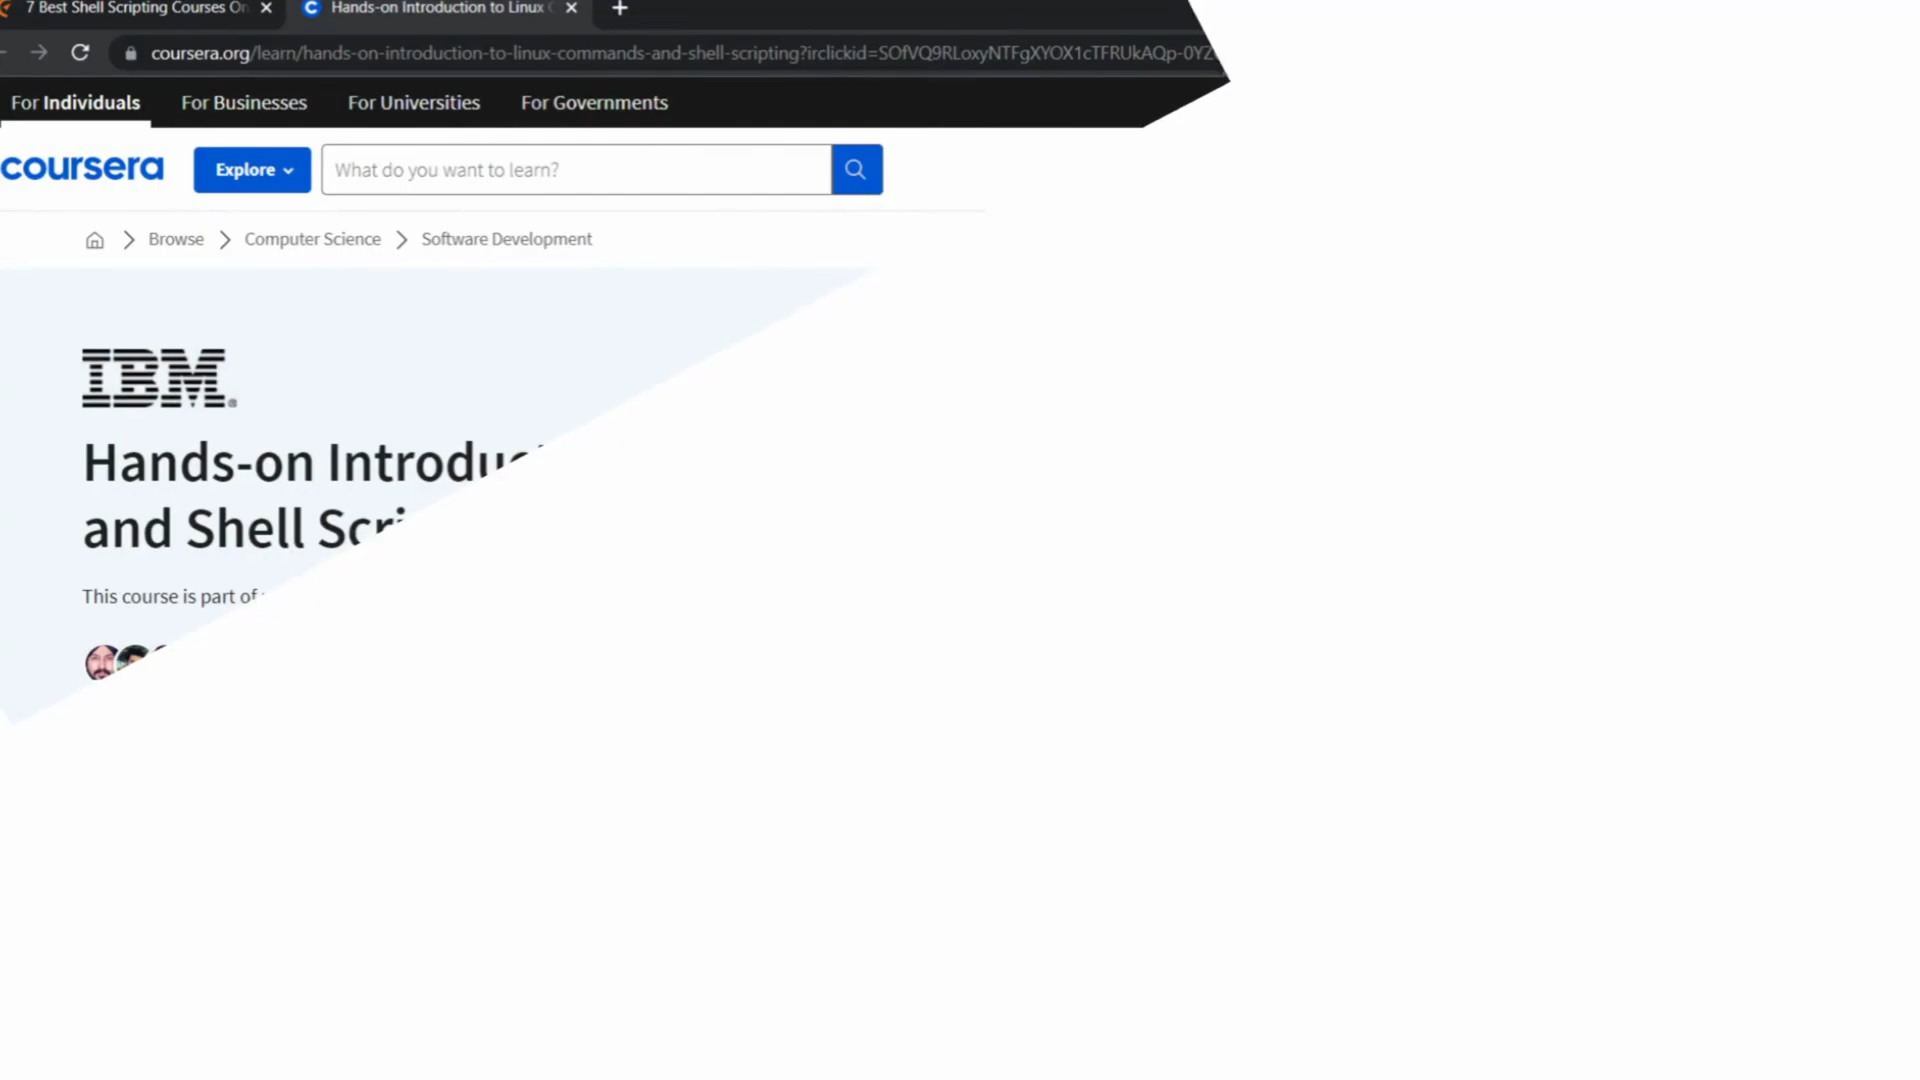 7 Best Shell Scripting Courses On
Hands-on Introduction to Linux C
coursera.org/learn/hands-on-introduction-to-linux-commands-and-shell-scripting?irclickid=SOfVQ9RLoxyNTFgXYOX1cTFRUkAQp-0YZ
For Individuals
For Businesses
For Universities
For Governments
coursera
Explore
What do you want to learn?
Browse
Computer Science
Software Development
IBM
Hands-on Introduc
and Shell Scri
This course is part of